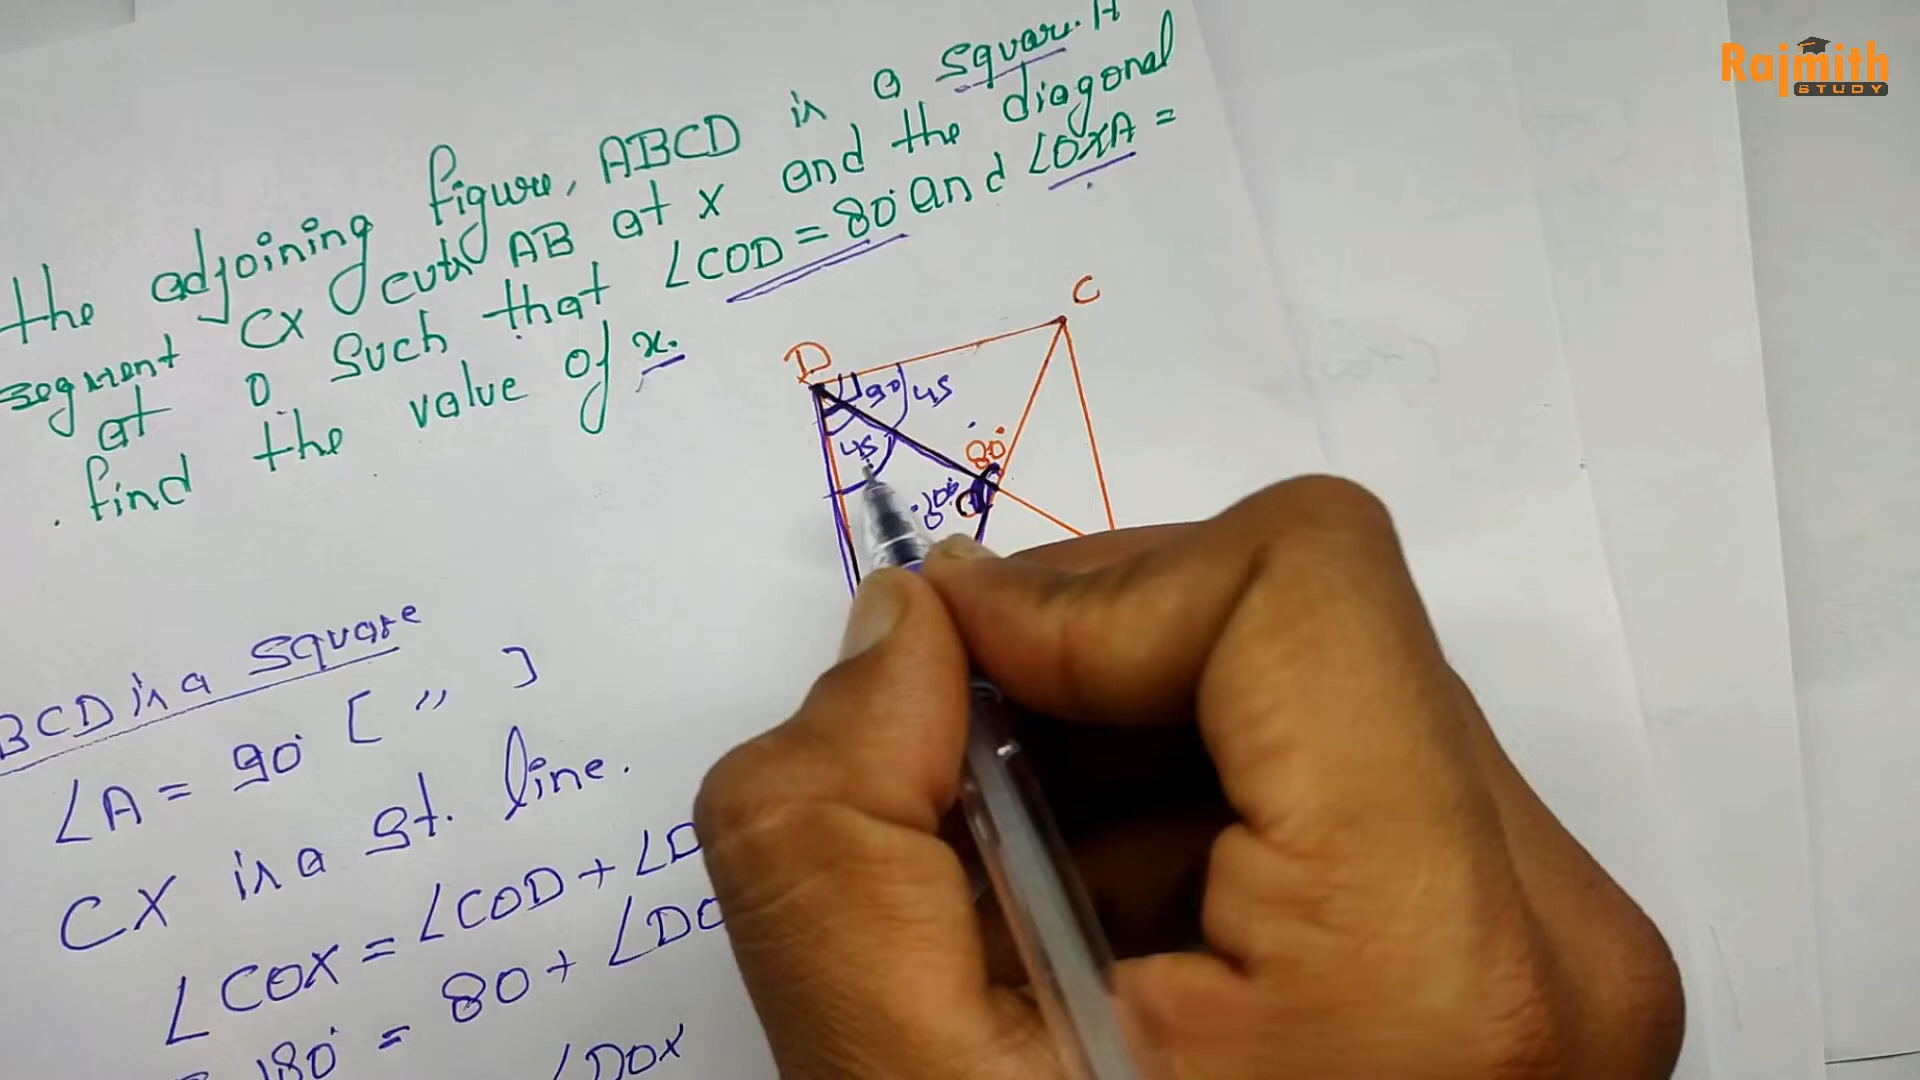 Rajmith
STUDY
the adjoining figure, ABCD is a square. A
segment CX cuts AB at X and the diagonal
at O such that ∠COD = 80° and ∠OXA =
find the value of x.
D
C
90
45
45
80°
O
BCD is a square
∠A = 90° [ " ]
CX is a st. line.
∠COX = ∠COD + ∠D
180° = 80 + ∠DO
∠DOX